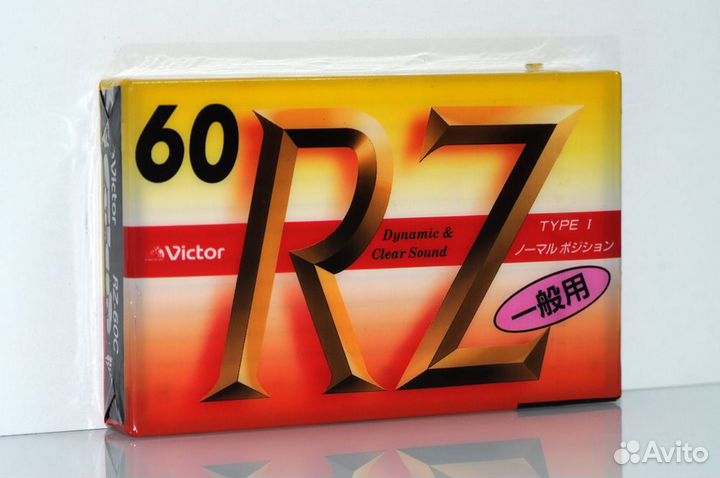 60
RZ
Victor
Dynamic &
Clear Sound
TYPE I
ノーマル ポジション
一般用
Victor
RZ-60C
Avito